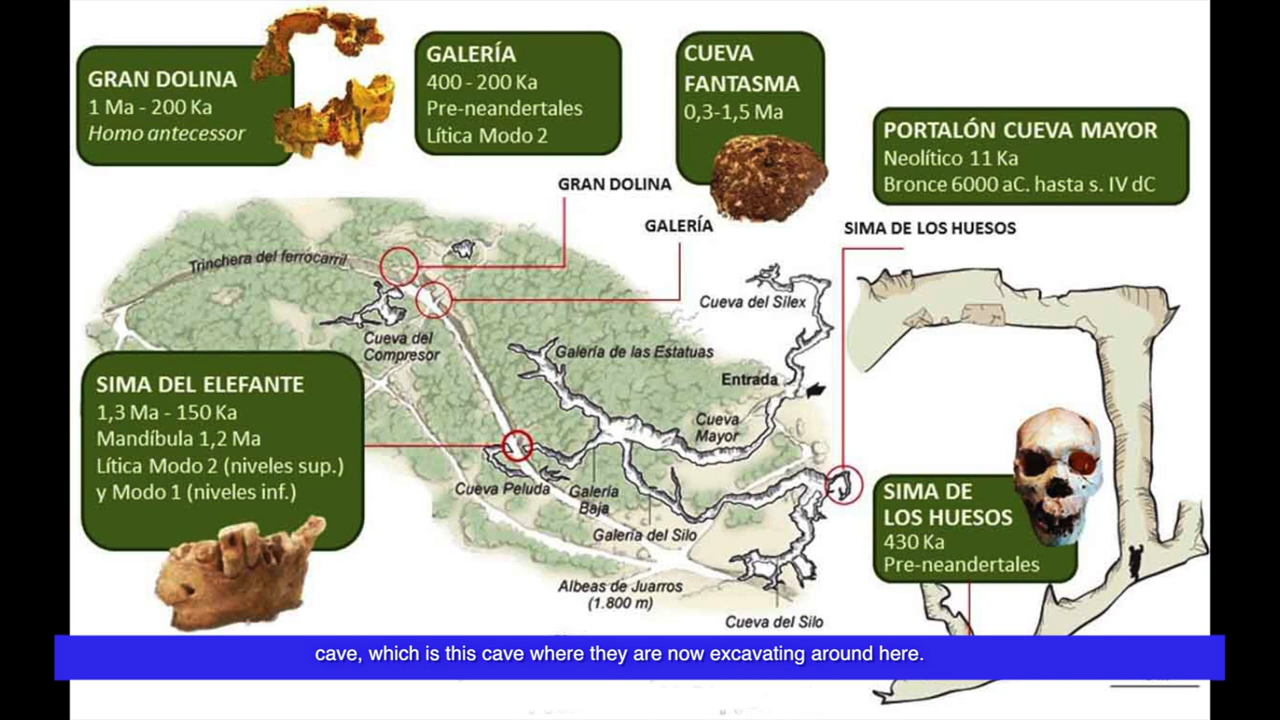 GRAN DOLINA
1 Ma - 200 Ka
Homo antecessor
GALERÍA
400 - 200 Ka
Pre-neandertales
Lítica Modo 2
CUEVA
FANTASMA
0,3-1,5 Ma
PORTALÓN CUEVA MAYOR
Neolítico 11 Ka
Bronce 6000 aC. hasta s. IV dC
GRAN DOLINA
GALERÍA
SIMA DE LOS HUESOS
Trinchera del ferrocarril
Cueva del Sílex
Cueva del
Compresor
Galería de las Estatuas
Entrada
Cueva
Mayor
SIMA DEL ELEFANTE
1,3 Ma - 150 Ka
Mandíbula 1,2 Ma
Lítica Modo 2 (niveles sup.)
y Modo 1 (niveles inf.)
Cueva Peluda
Galería
Baja
Galería del Silo
SIMA DE
LOS HUESOS
430 Ka
Pre-neandertales
Albeas de Juarros
(1.800 m)
Cueva del Silo
cave, which is this cave where they are now excavating around here.